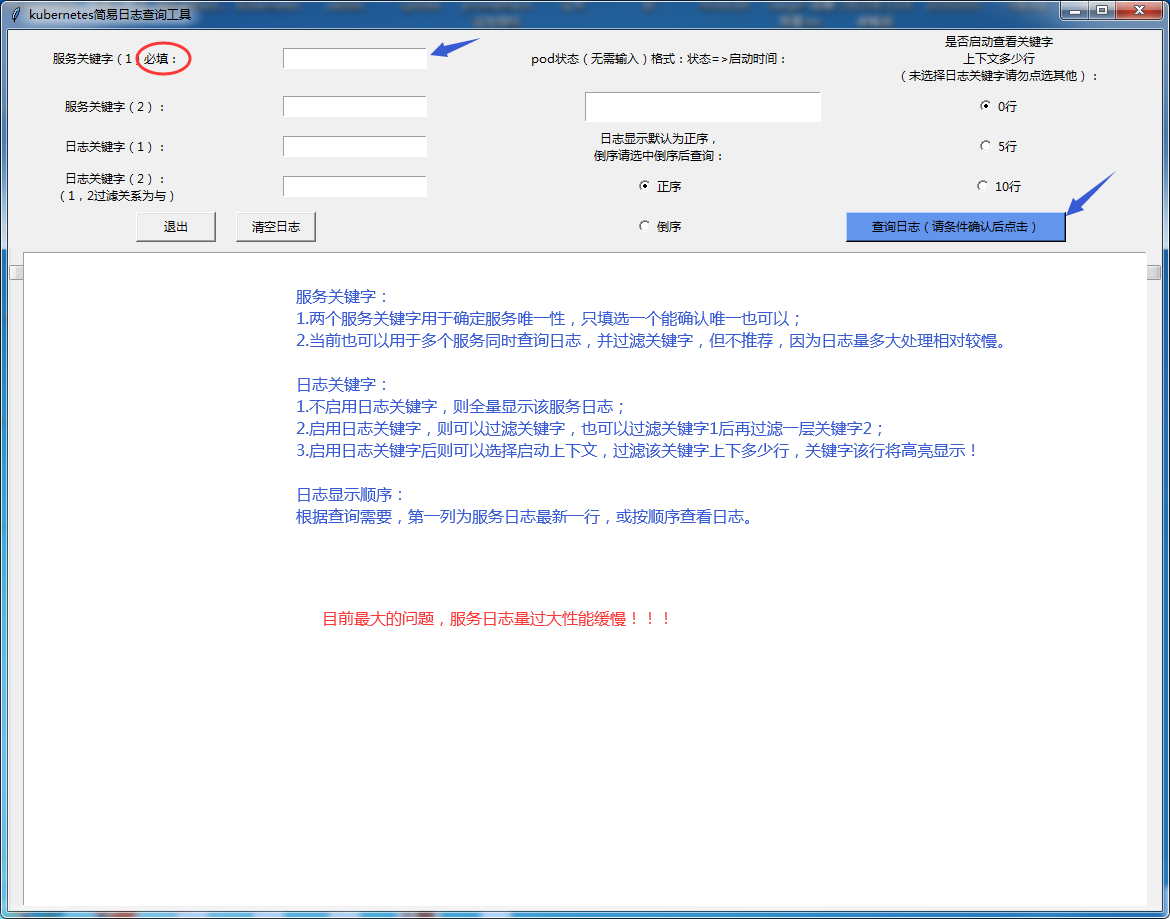 kubernetes简易日志查询工具
服务关键字（1 必填：
服务关键字（2）：
日志关键字（1）：
日志关键字（2）：
（1，2过滤关系为与）
退出
清空日志
pod状态（无需输入）格式：状态=>启动时间：
日志显示默认为正序，
倒序请选中倒序后查询：
正序
倒序
是否启动查看关键字
上下文多少行
（未选择日志关键字请勿点选其他）：
0行
5行
10行
查询日志（请条件确认后点击）
服务关键字：
1.两个服务关键字用于确定服务唯一性，只填选一个能确认唯一也可以；
2.当前也可以用于多个服务同时查询日志，并过滤关键字，但不推荐，因为日志量多大处理相对较慢。
日志关键字：
1.不启用日志关键字，则全量显示该服务日志；
2.启用日志关键字，则可以过滤关键字，也可以过滤关键字1后再过滤一层关键字2；
3.启用日志关键字后则可以选择启动上下文，过滤该关键字上下多少行，关键字该行将高亮显示！
日志显示顺序：
根据查询需要，第一列为服务日志最新一行，或按顺序查看日志。
目前最大的问题，服务日志量过大性能缓慢！！！